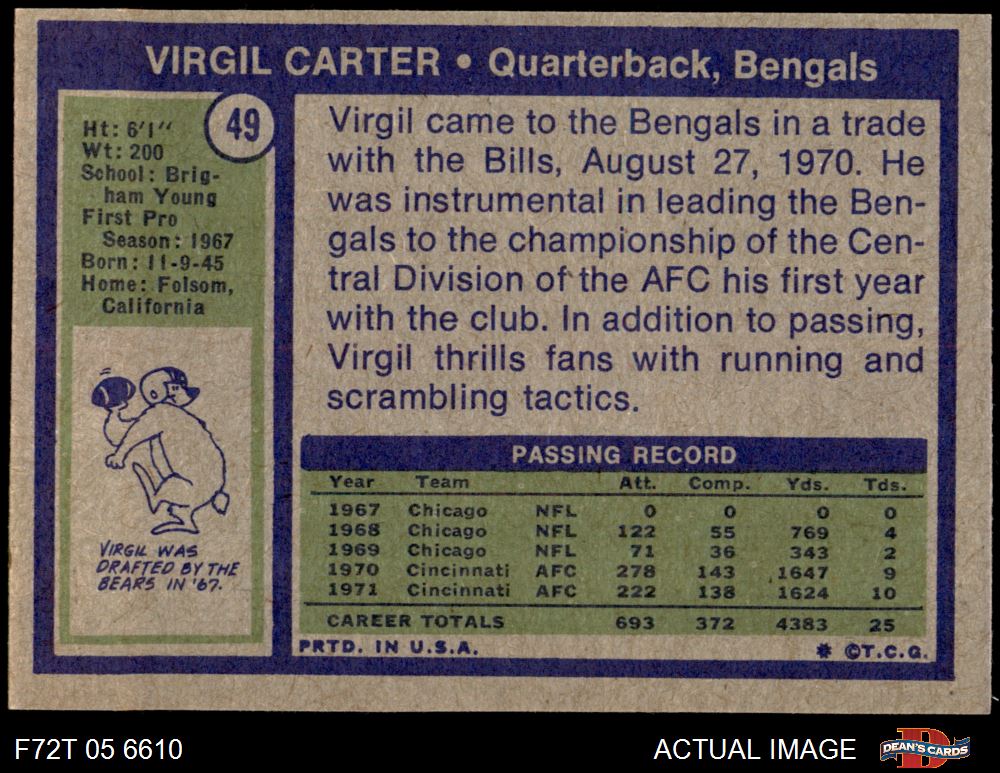 VIRGIL CARTER • Quarterback, Bengals
49
Ht: 6'1"
Wt: 200
School: Brig-
ham Young
First Pro
Season: 1967
Born: 11-9-45
Home: Folsom,
California
VIRGIL WAS
DRAFTED BY THE
BEARS IN '67.
Virgil came to the Bengals in a trade
with the Bills, August 27, 1970. He
was instrumental in leading the Ben-
gals to the championship of the Cen-
tral Division of the AFC his first year
with the club. In addition to passing,
Virgil thrills fans with running and
scrambling tactics.
PASSING RECORD
Year Team Att. Comp. Yds. Tds.
1967 Chicago NFL 0 0 0 0
1968 Chicago NFL 122 55 769 4
1969 Chicago NFL 71 36 343 2
1970 Cincinnati AFC 278 143 1647 9
1971 Cincinnati AFC 222 138 1624 10
CAREER TOTALS 693 372 4383 25
PRTD. IN U.S.A. * ©T.C.G.
F72T 05 6610 ACTUAL IMAGE DEAN'S CARDS